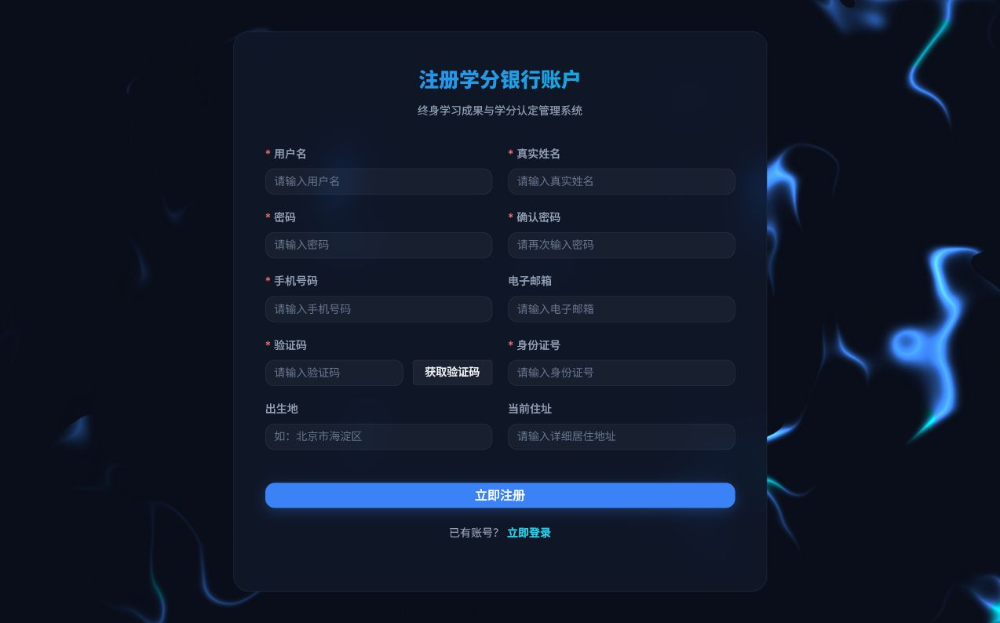 注册学分银行账户
终身学习成果与学分认定管理系统
* 用户名
* 真实姓名
请输入用户名
请输入真实姓名
* 密码
* 确认密码
请输入密码
请再次输入密码
* 手机号码
电子邮箱
请输入手机号码
请输入电子邮箱
* 验证码
* 身份证号
请输入验证码
获取验证码
请输入身份证号
出生地
当前住址
如：北京市海淀区
请输入详细居住地址
立即注册
已有账号？ 立即登录